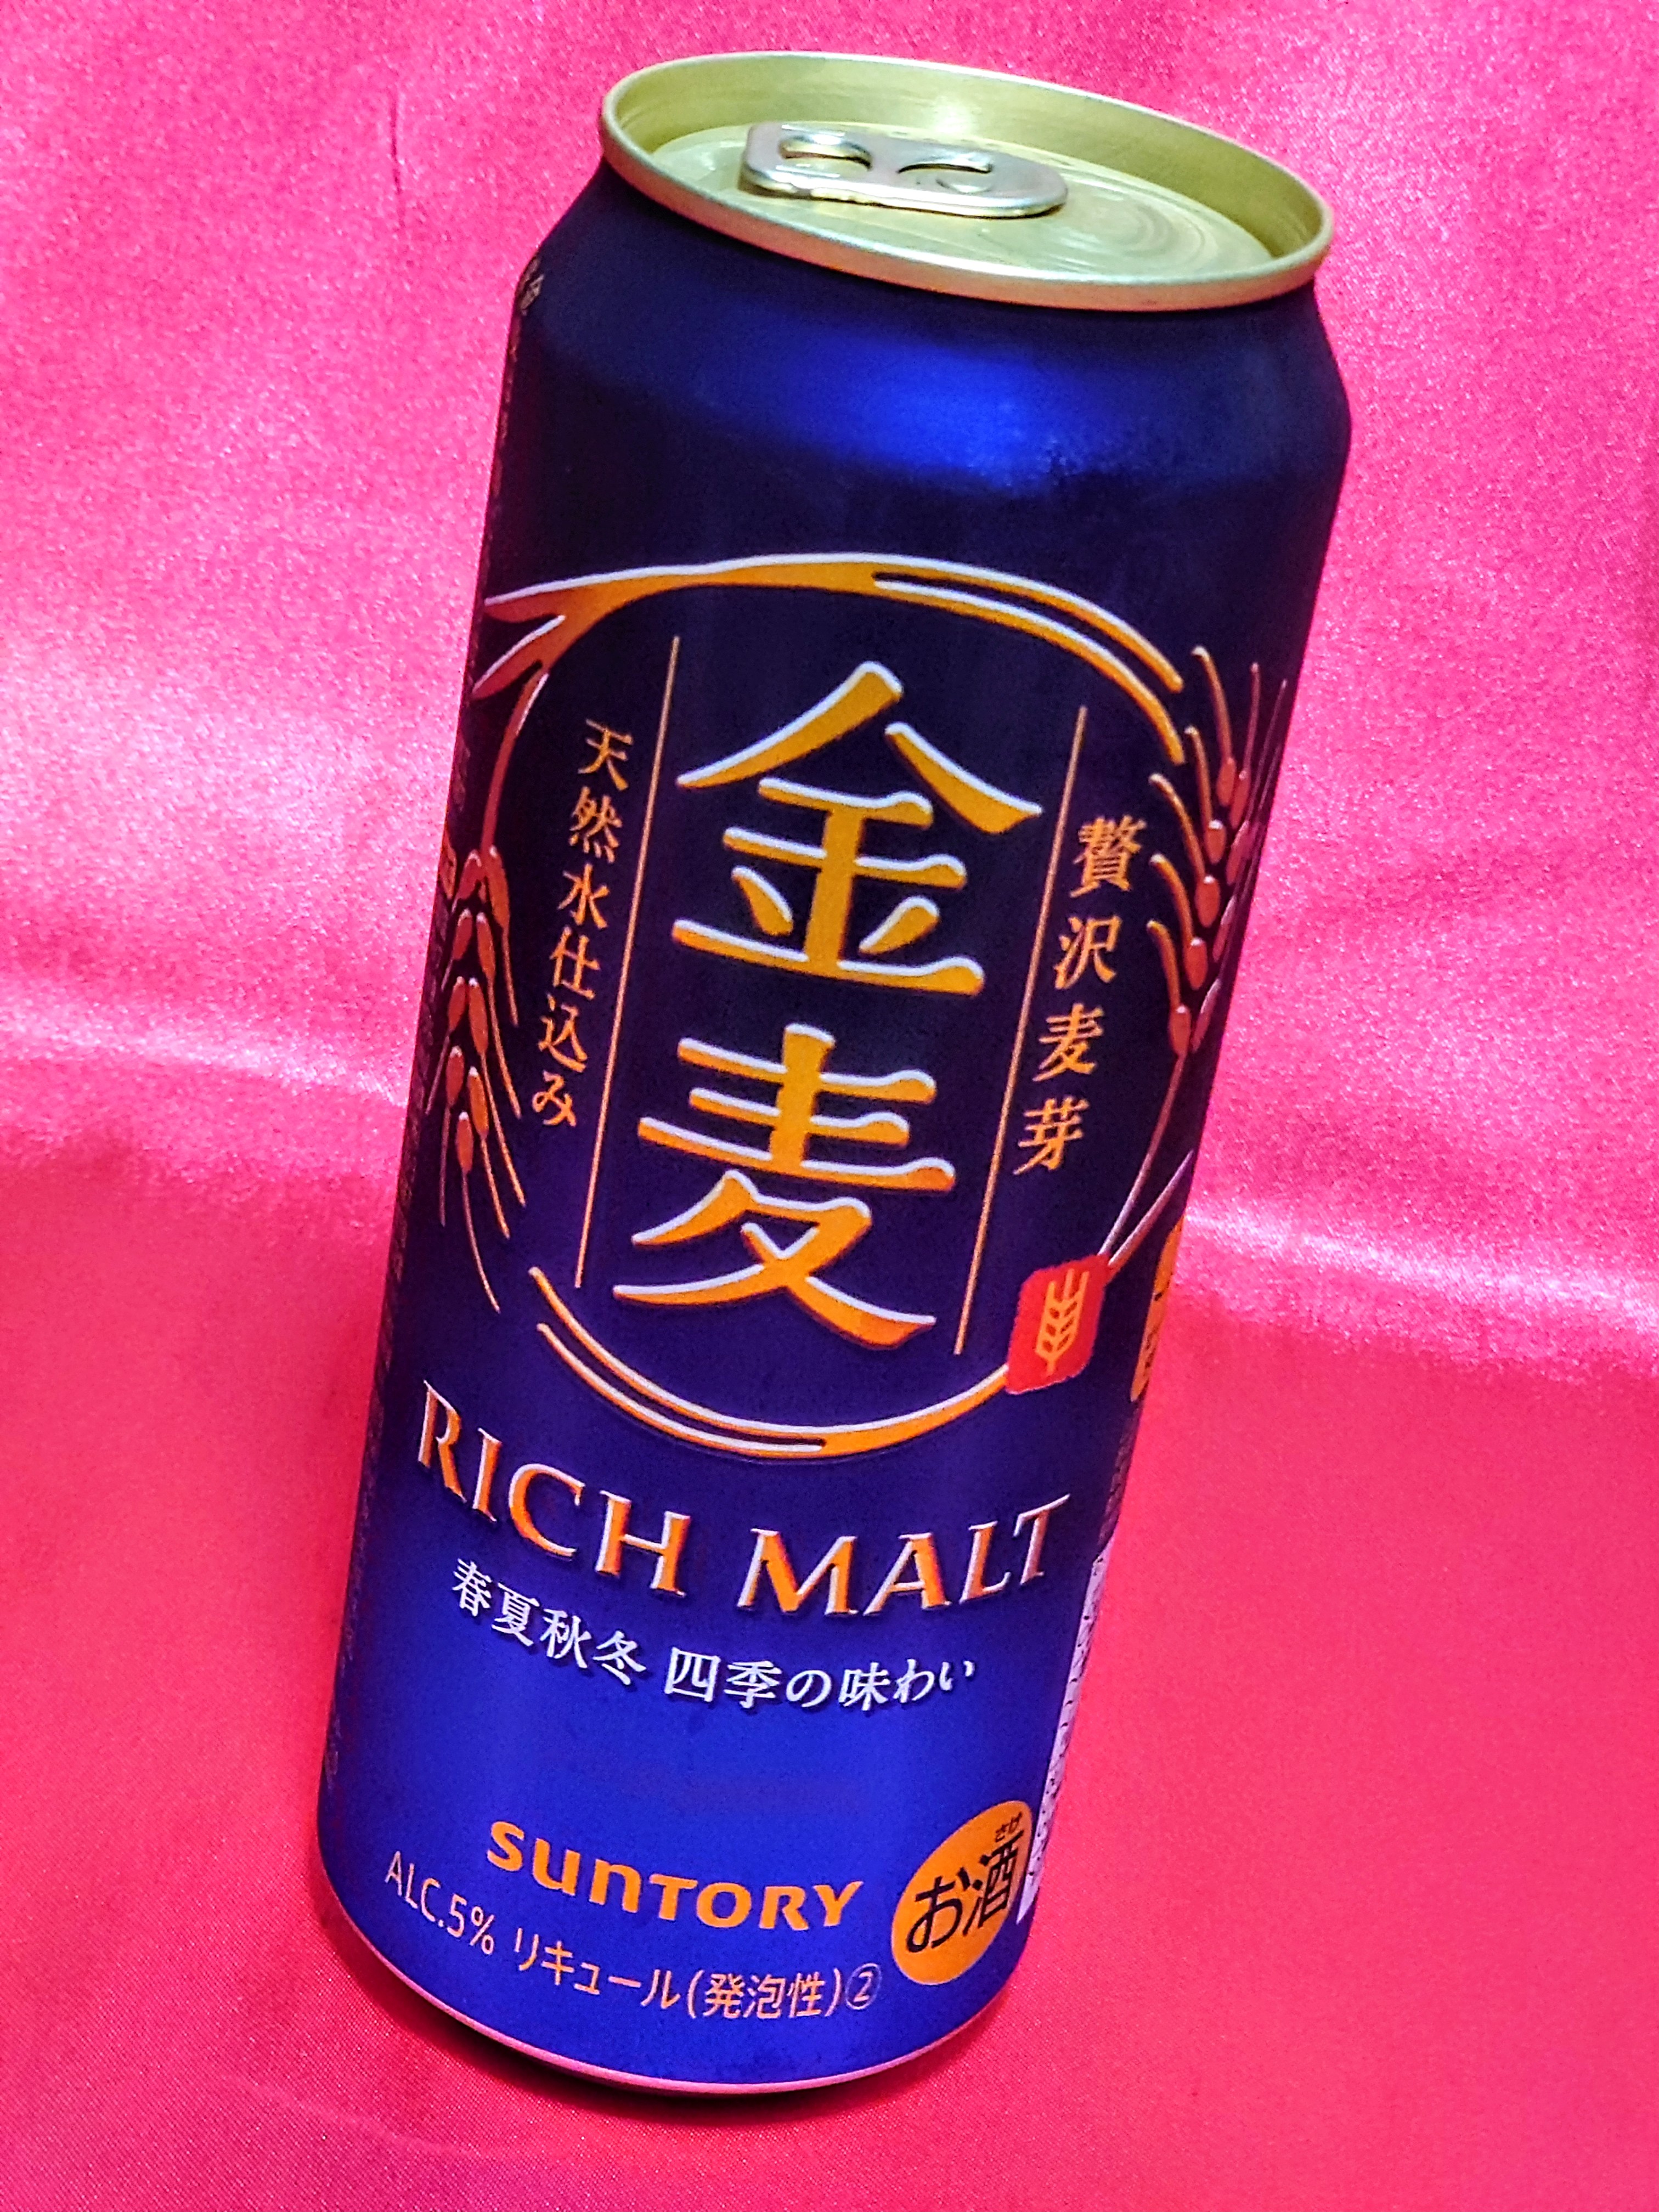 贅沢麦芽
金麦
天然水仕込み
RICH MALT
春夏秋冬 四季の味わい
SUNTORY
ALC.5% リキュール(発泡性)②
さけ
お酒